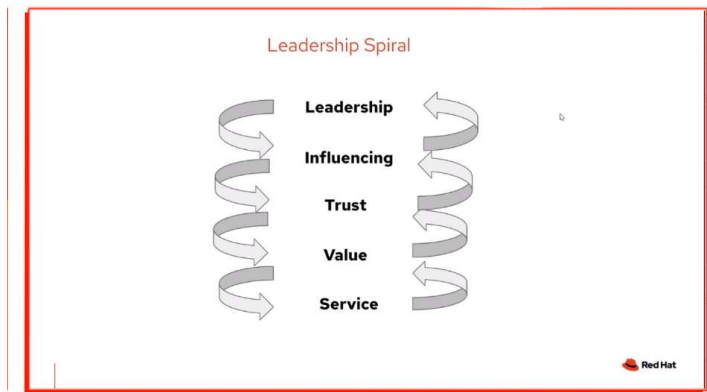 Leadership Spiral
Leadership
Influencing
Trust
Value
Service
Red Hat